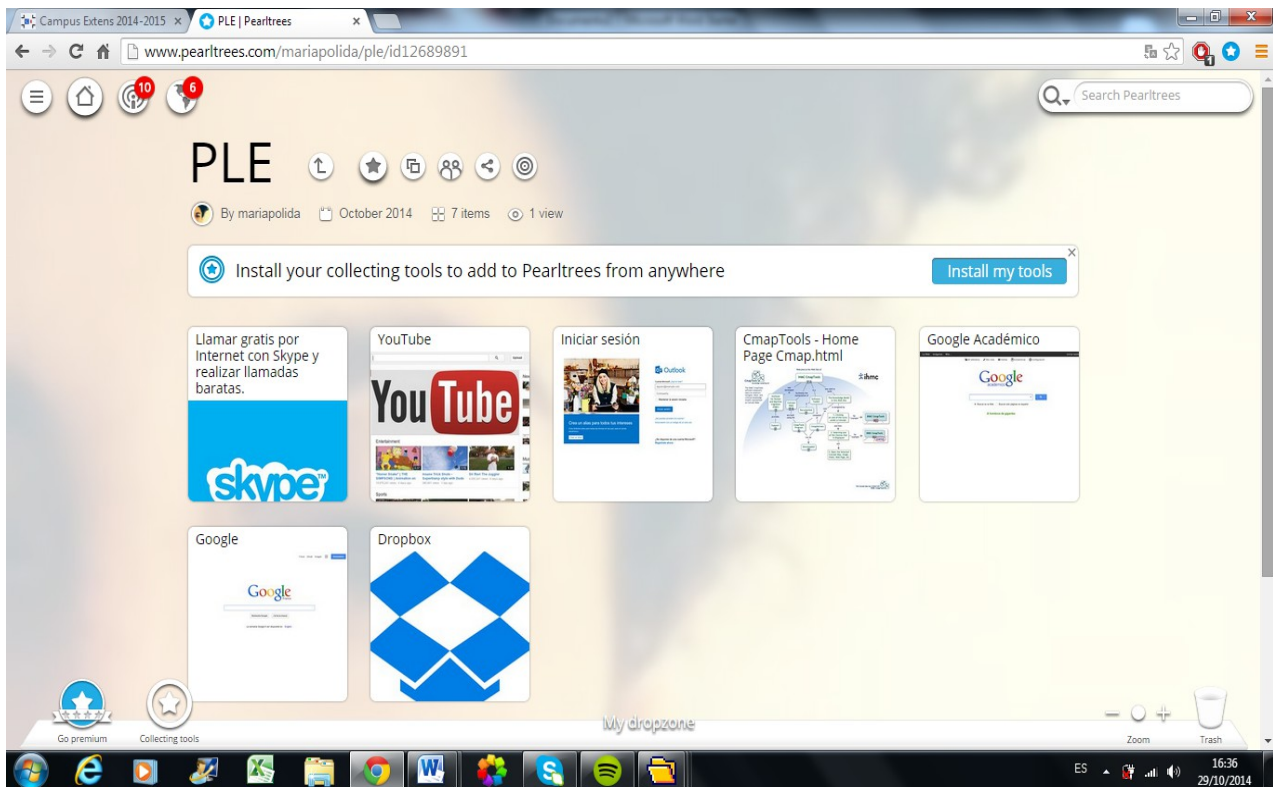 Campus Extens 2014-2015
PLE | Pearltrees
www.pearltrees.com/mariapolida/ple/id12689891
1
10
6
Search Pearltrees
PLE
By mariapolida October 2014 7 items 1 view
Install your collecting tools to add to Pearltrees from anywhere
Install my tools
Llamar gratis por
Internet con Skype y
realizar llamadas
baratas.
skype
YouTube
YouTube
Entertainment
Sports
Iniciar sesión
Outlook
CmapTools - Home
Page Cmap.html
ihmc
Google Académico
Google
Google
Google
Dropbox
My dropzone
Go premium
Collecting tools
Zoom
Trash
ES
16:36
29/10/2014